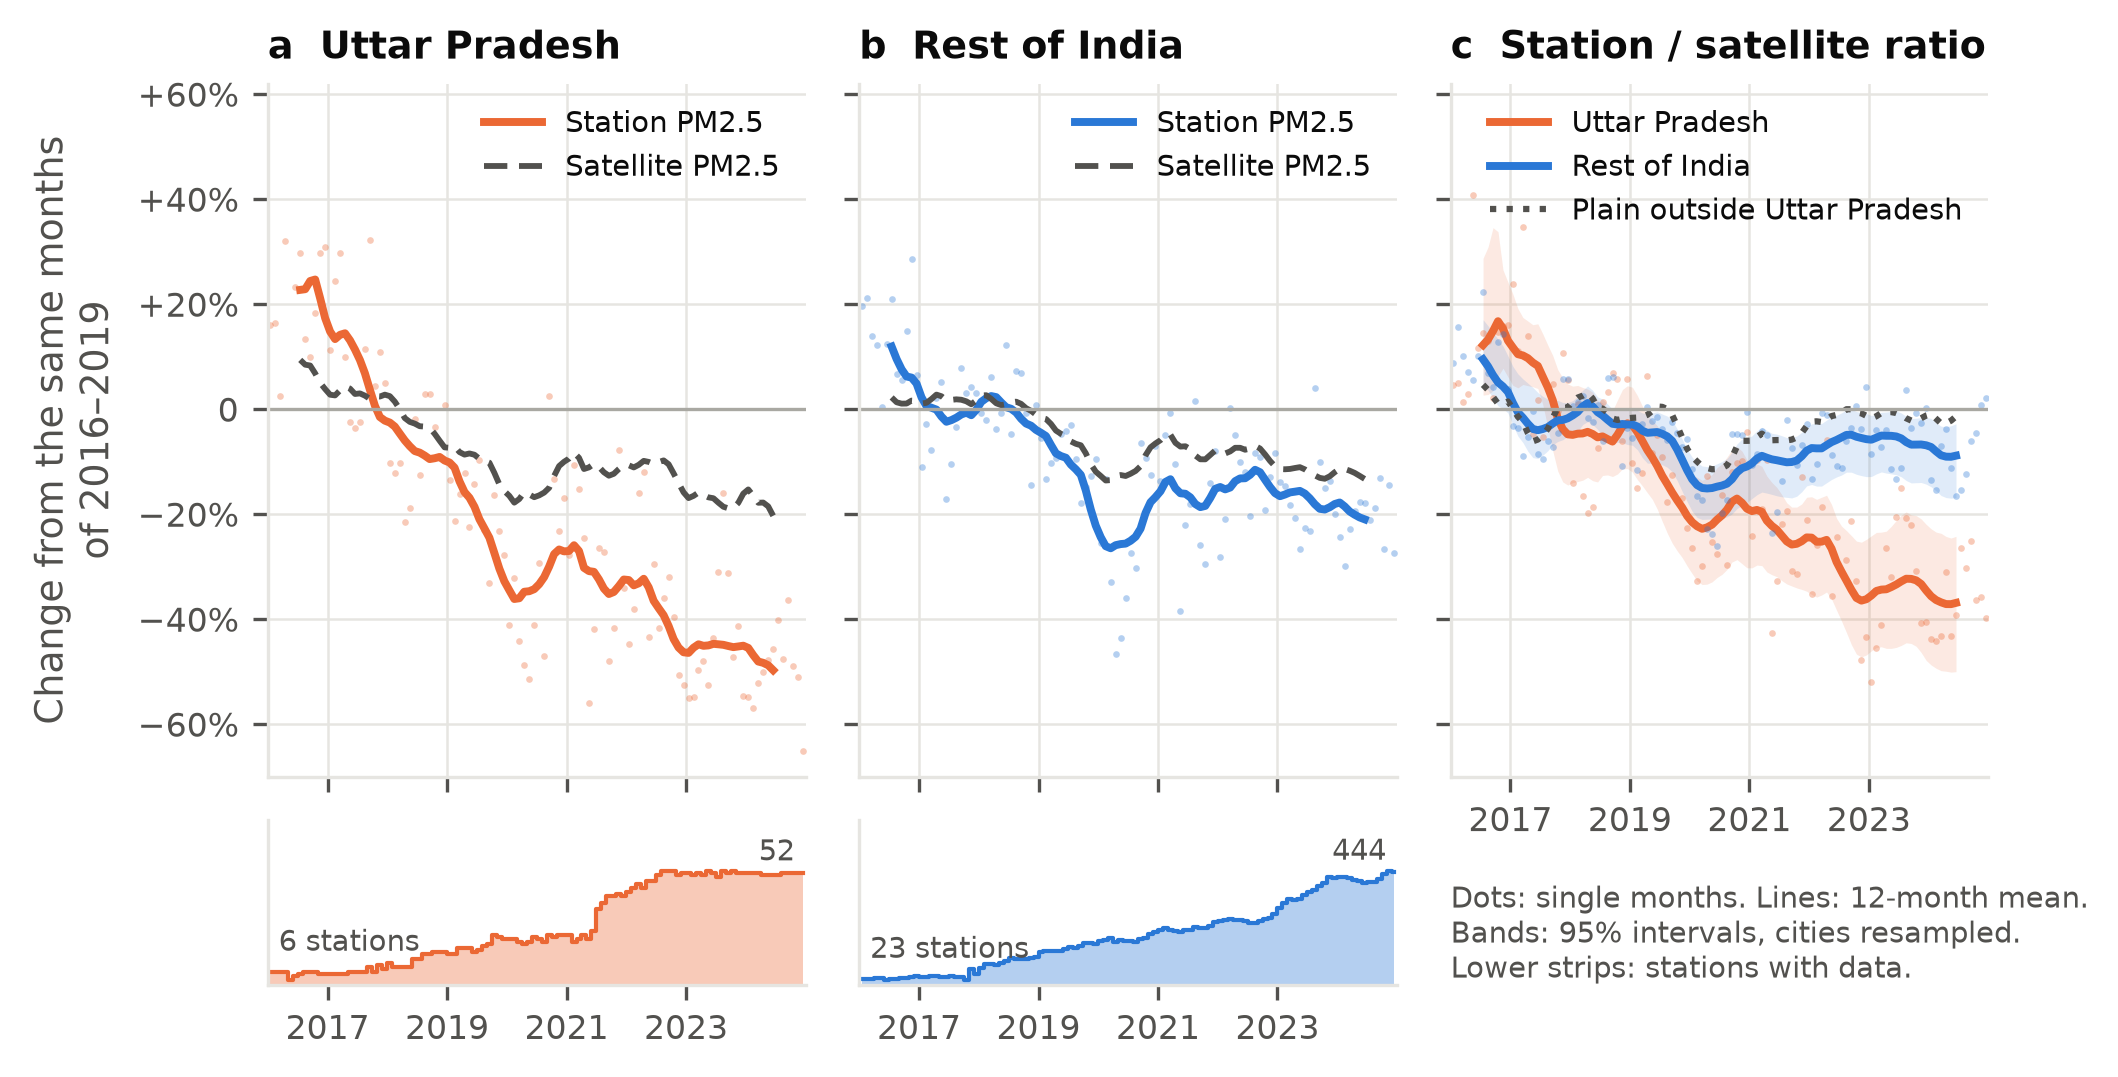 a Uttar Pradesh
b Rest of India
c Station / satellite ratio
Change from the same months
of 2016–2019
+60%
+40%
+20%
0
−20%
−40%
−60%
Station PM2.5
Satellite PM2.5
Station PM2.5
Satellite PM2.5
Uttar Pradesh
Rest of India
Plain outside Uttar Pradesh
2017 2019 2021 2023
52
6 stations
2017 2019 2021 2023
444
23 stations
2017 2019 2021 2023
Dots: single months. Lines: 12-month mean.
Bands: 95% intervals, cities resampled.
Lower strips: stations with data.